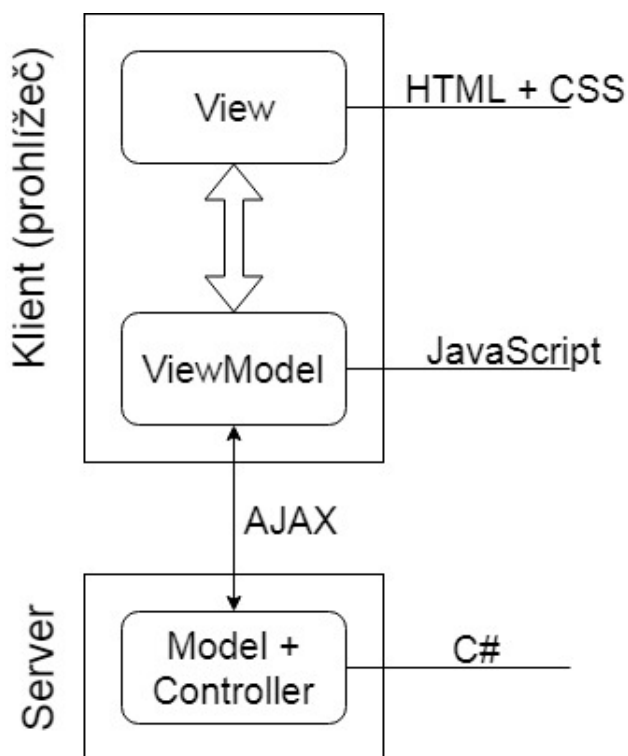 Klient (prohlížeč)
View
HTML + CSS
ViewModel
JavaScript
AJAX
Server
Model +
Controller
C#